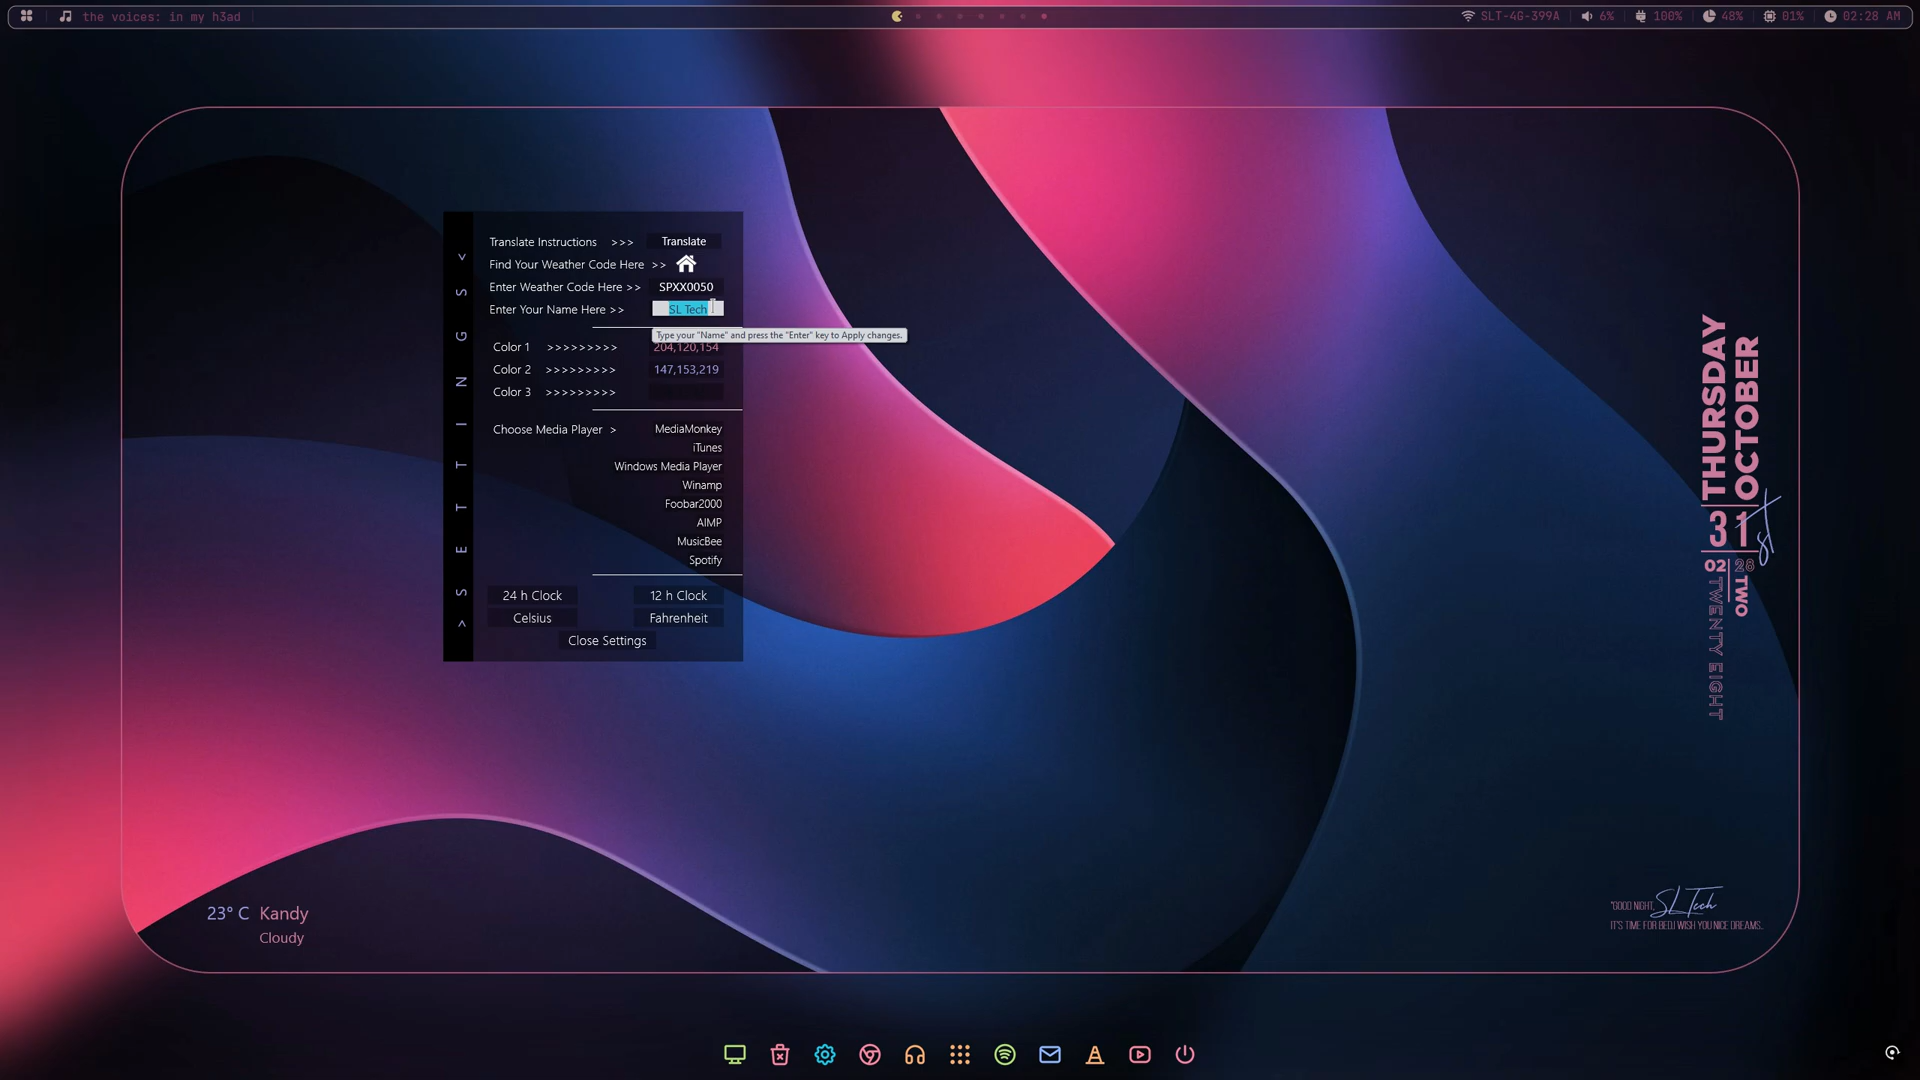 the voices: in my h3ad
SLT-4G-399A
6%
100%
48%
01%
02:28 AM
> S E T T I N G S <
Translate Instructions >>> Translate
Find Your Weather Code Here >>
Enter Weather Code Here >> SPXX0050
Enter Your Name Here >> SL Tech
Type your "Name" and press the "Enter" key to Apply changes.
Color 1 >>>>>>>>> 204,120,154
Color 2 >>>>>>>>> 147,153,219
Color 3 >>>>>>>>>
Choose Media Player > MediaMonkey
iTunes
Windows Media Player
Winamp
Foobar2000
AIMP
MusicBee
Spotify
24 h Clock 12 h Clock
Celsius Fahrenheit
Close Settings
THURSDAY
OCTOBER
31 st
02 28
TWO
TWENTY EIGHT
23° C Kandy
Cloudy
"GOOD NIGHT, SL Tech
IT'S TIME FOR BED.I WISH YOU NICE DREAMS..